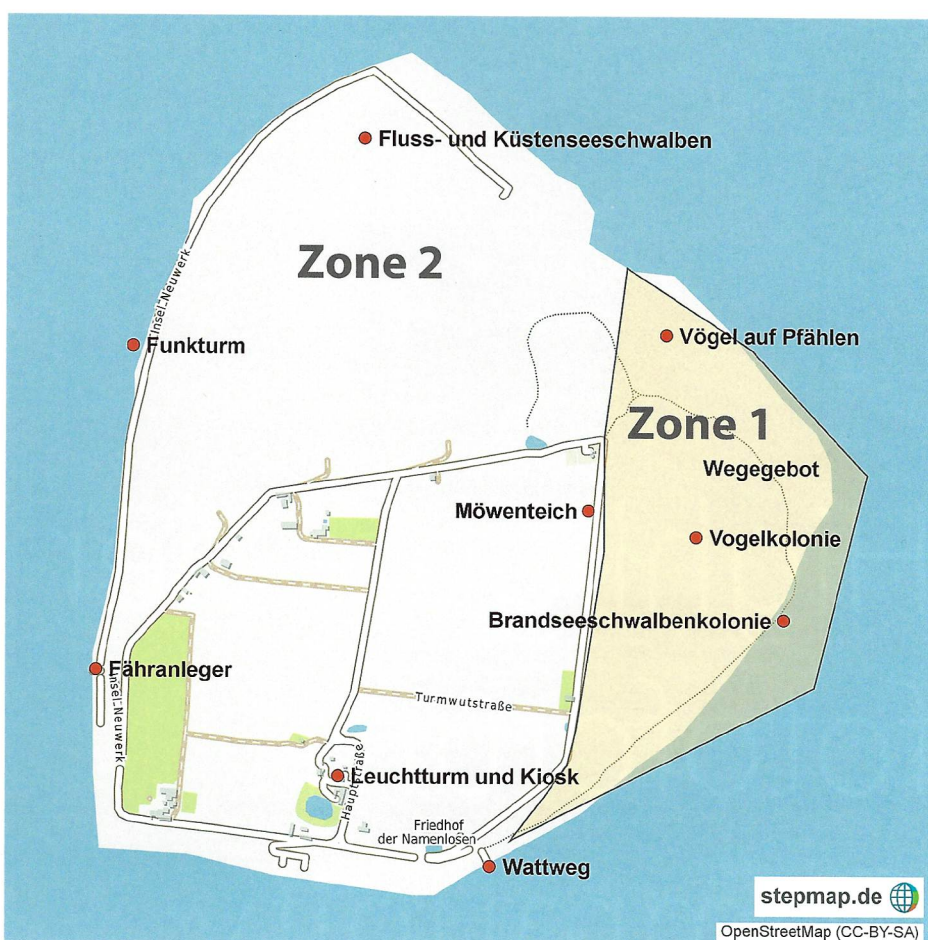 Fluss- und Küstenseeschwalben
Zone 2
Insel-Neuwerk
Funkturm
Vögel auf Pfählen
Zone 1
Wegegebot
Möwenteich
Vogelkolonie
Brandseeschwalbenkolonie
Fähranleger
Insel-Neuwerk
Turmwutstraße
Leuchtturm und Kiosk
Hauptstraße
Friedhof
der Namenlosen
Wattweg
stepmap.de
OpenStreetMap (CC-BY-SA)